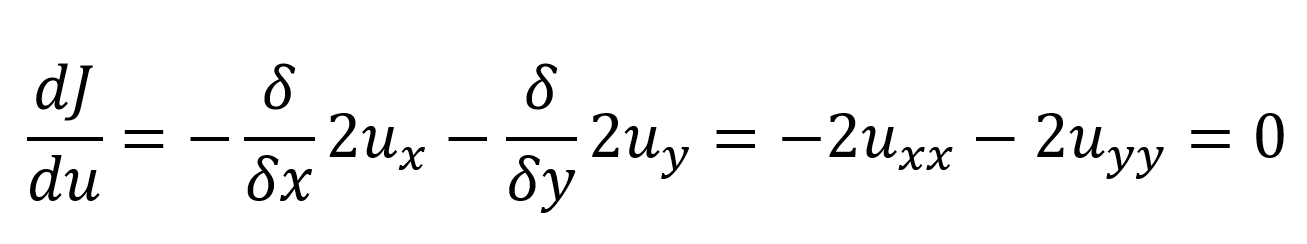 dJ/du = −δ/δx 2u_x − δ/δy 2u_y = −2u_xx − 2u_yy = 0